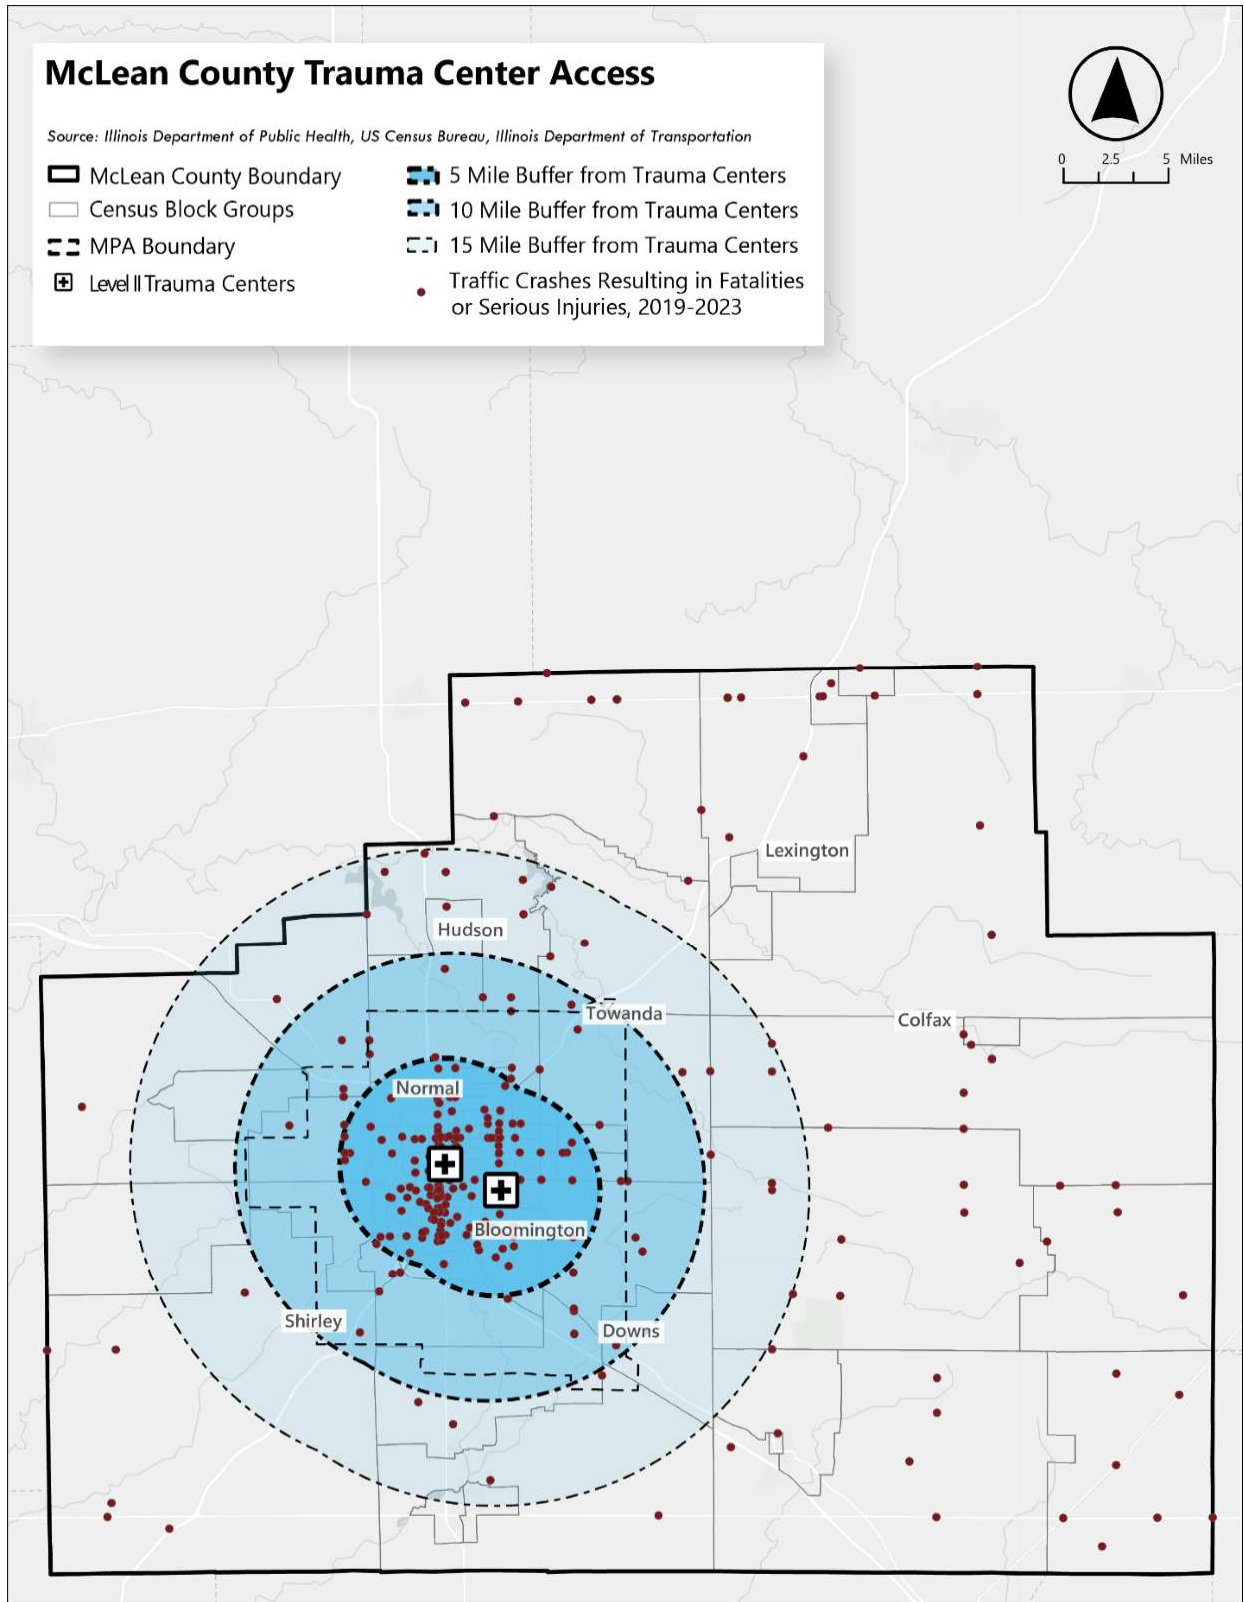 McLean County Trauma Center Access
Source: Illinois Department of Public Health, US Census Bureau, Illinois Department of Transportation
McLean County Boundary
Census Block Groups
MPA Boundary
Level II Trauma Centers
5 Mile Buffer from Trauma Centers
10 Mile Buffer from Trauma Centers
15 Mile Buffer from Trauma Centers
Traffic Crashes Resulting in Fatalities
or Serious Injuries, 2019-2023
0 2.5 5 Miles
Lexington
Hudson
Towanda
Colfax
Normal
Bloomington
Shirley
Downs